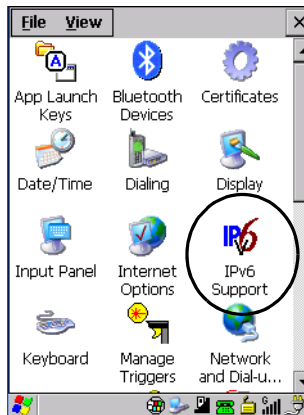 File View
App Launch Keys
Bluetooth Devices
Certificates
Date/Time
Dialing
Display
Input Panel
Internet Options
IPv6
IPv6 Support
Keyboard
Manage Triggers
Network and Dial-u...